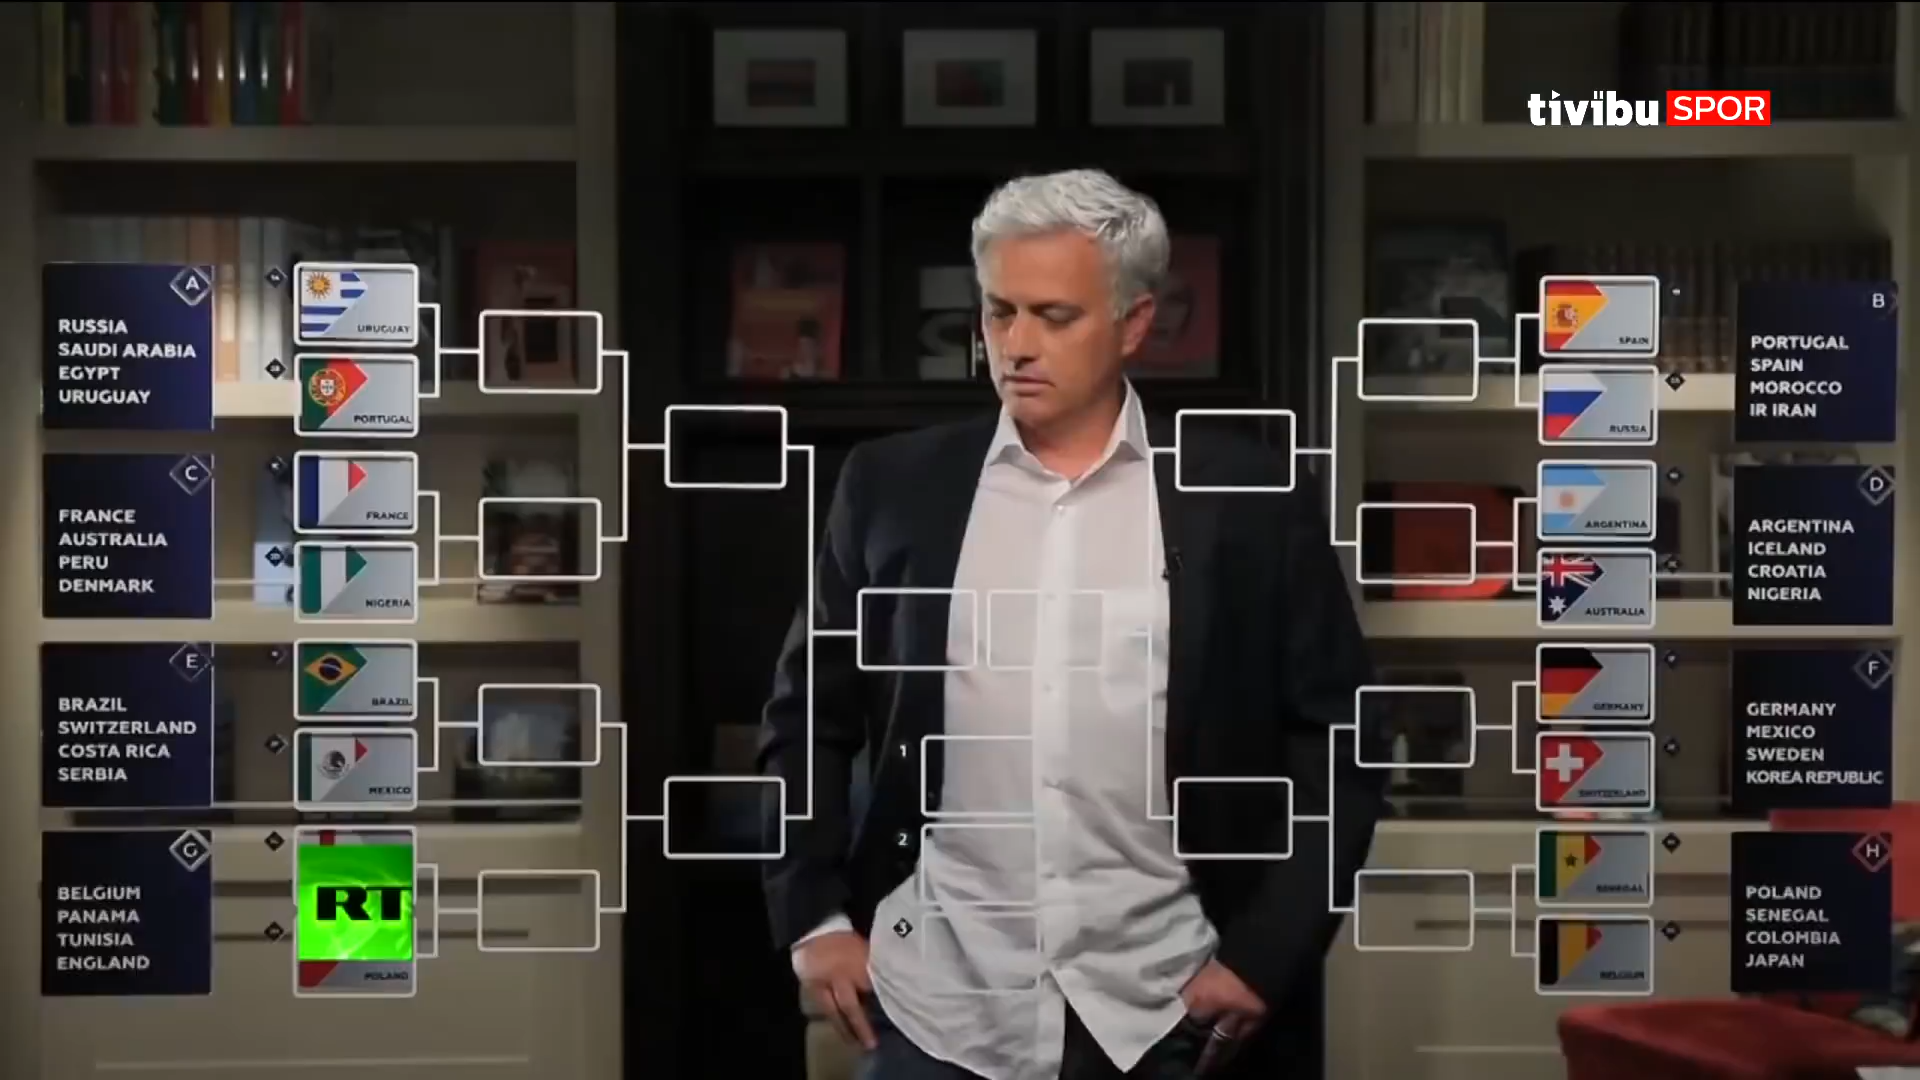 tivibu SPOR
A
RUSSIA
SAUDI ARABIA
EGYPT
URUGUAY
URUGUAY
PORTUGAL
C
FRANCE
AUSTRALIA
PERU
DENMARK
FRANCE
NIGERIA
E
BRAZIL
SWITZERLAND
COSTA RICA
SERBIA
BRAZIL
MEXICO
G
BELGIUM
PANAMA
TUNISIA
ENGLAND
RT
POLAND
1
2
3
SPAIN
RUSSIA
B
PORTUGAL
SPAIN
MOROCCO
IR IRAN
ARGENTINA
AUSTRALIA
D
ARGENTINA
ICELAND
CROATIA
NIGERIA
GERMANY
SWITZERLAND
F
GERMANY
MEXICO
SWEDEN
KOREA REPUBLIC
SENEGAL
BELGIUM
H
POLAND
SENEGAL
COLOMBIA
JAPAN